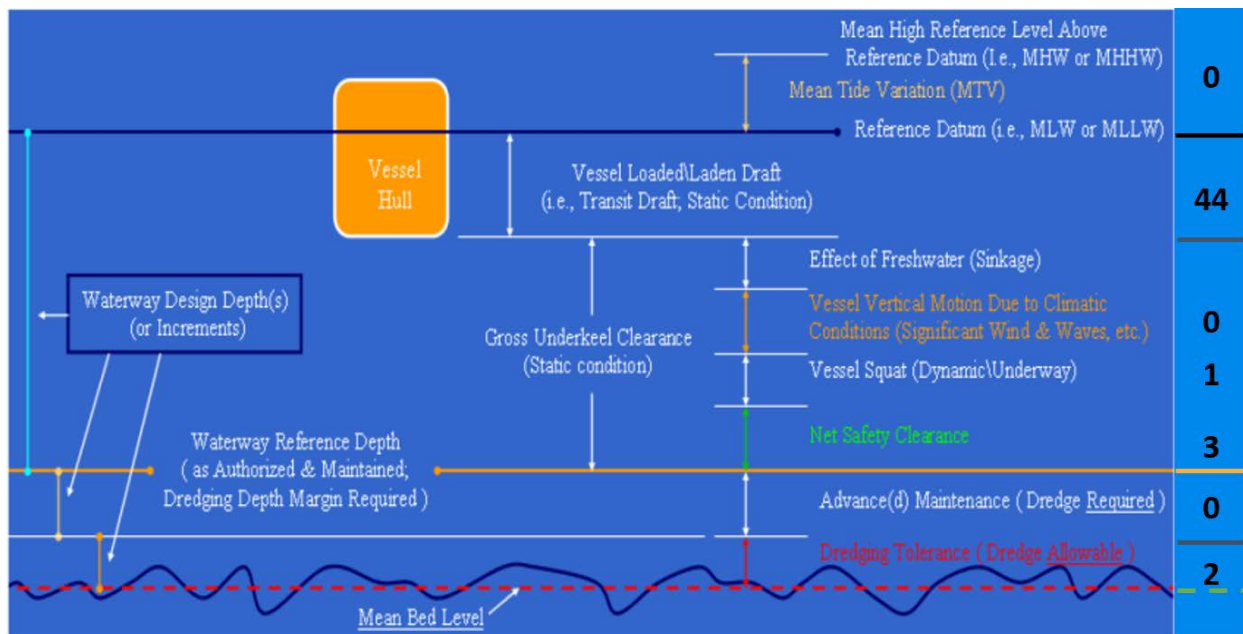 Mean High Reference Level Above
Reference Datum (I.e., MHW or MHHW)
Mean Tide Variation (MTV)
0
Reference Datum (i.e., MLW or MLLW)
Vessel
Hull
Vessel Loaded\Laden Draft
(i.e., Transit Draft; Static Condition)
44
Effect of Freshwater (Sinkage)
Waterway Design Depth(s)
(or Increments)
Vessel Vertical Motion Due to Climatic
Conditions (Significant Wind & Waves, etc.)
0
Gross Underkeel Clearance
(Static condition)
Vessel Squat (Dynamic\Underway)
1
Net Safety Clearance
3
Waterway Reference Depth
( as Authorized & Maintained;
Dredging Depth Margin Required )
Advance(d) Maintenance ( Dredge Required )
0
Dredging Tolerance ( Dredge Allowable )
2
Mean Bed Level